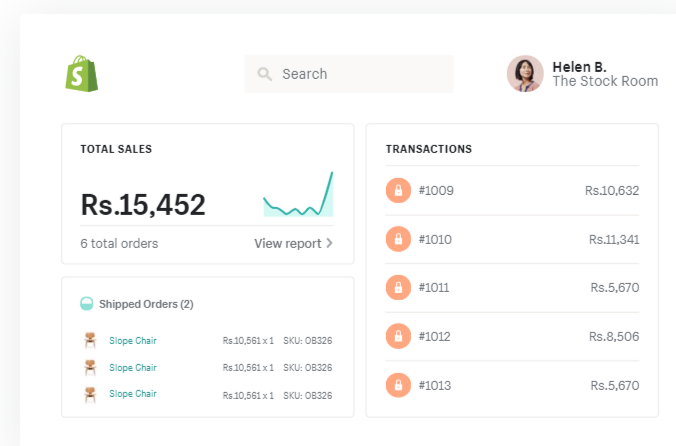 S
Search
Helen B.
The Stock Room
TOTAL SALES
Rs.15,452
6 total orders View report
Shipped Orders (2)
Slope Chair Rs.10,561 x 1 SKU: OB326
Slope Chair Rs.10,561 x 1 SKU: OB326
Slope Chair Rs.10,561 x 1 SKU: OB326
TRANSACTIONS
#1009 Rs.10,632
#1010 Rs.11,341
#1011 Rs.5,670
#1012 Rs.8,506
#1013 Rs.5,670